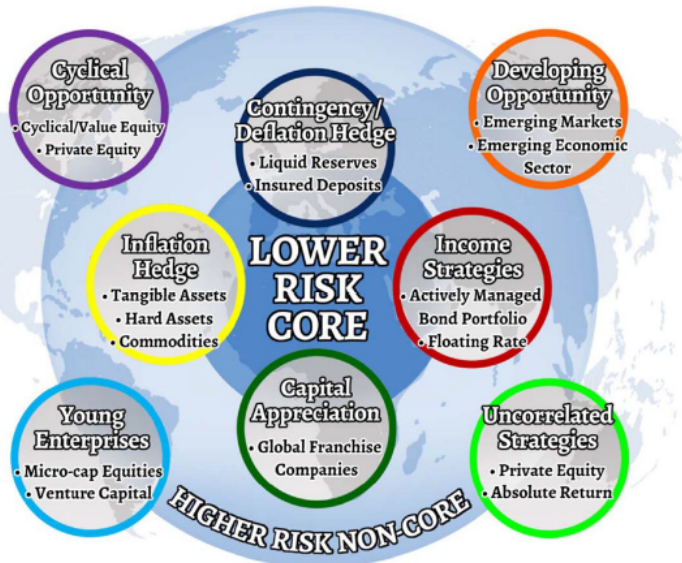 Cyclical
Opportunity
• Cyclical/Value Equity
• Private Equity
Contingency/
Deflation Hedge
• Liquid Reserves
• Insured Deposits
Developing
Opportunity
• Emerging Markets
• Emerging Economic
Sector
Inflation
Hedge
• Tangible Assets
• Hard Assets
• Commodities
LOWER
RISK
CORE
Income
Strategies
• Actively Managed
Bond Portfolio
• Floating Rate
Young
Enterprises
• Micro-cap Equities
• Venture Capital
Capital
Appreciation
• Global Franchise
Companies
Uncorrelated
Strategies
• Private Equity
• Absolute Return
HIGHER RISK NON-CORE